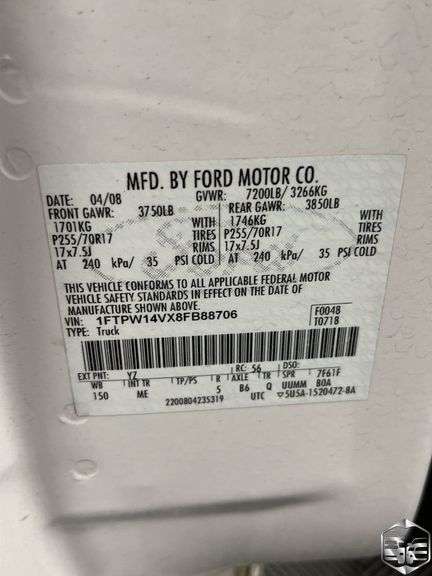 MFD. BY FORD MOTOR CO.
DATE: 04/08 GVWR: 7200LB/ 3266KG
FRONT GAWR: 3750LB REAR GAWR: 3850LB
1701KG WITH 1746KG WITH
P255/70R17 TIRES P255/70R17 TIRES
17x7.5J RIMS 17x7.5J RIMS
AT 240 kPa/ 35 PSI COLD AT 240 kPa/ 35 PSI COLD
THIS VEHICLE CONFORMS TO ALL APPLICABLE FEDERAL MOTOR
VEHICLE SAFETY STANDARDS IN EFFECT ON THE DATE OF
MANUFACTURE SHOWN ABOVE.
VIN: 1FTPW14VX8FB88706 F0048
TYPE: Truck T0718
EXT PNT: YZ RC: 56 DSO:
WB INT TR TP/PS R AXLE TR SPR 7F61F
150 ME 5 B6 Q UUMM BOA
2200804235319 UTC 5U5A-1520472-BA